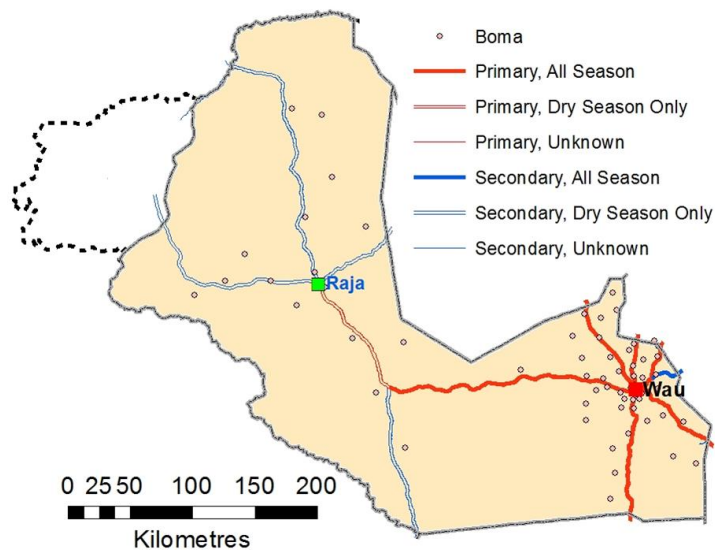 Boma
Primary, All Season
Primary, Dry Season Only
Primary, Unknown
Secondary, All Season
Secondary, Dry Season Only
Secondary, Unknown
Raja
Wau
0 25 50 100 150 200
Kilometres